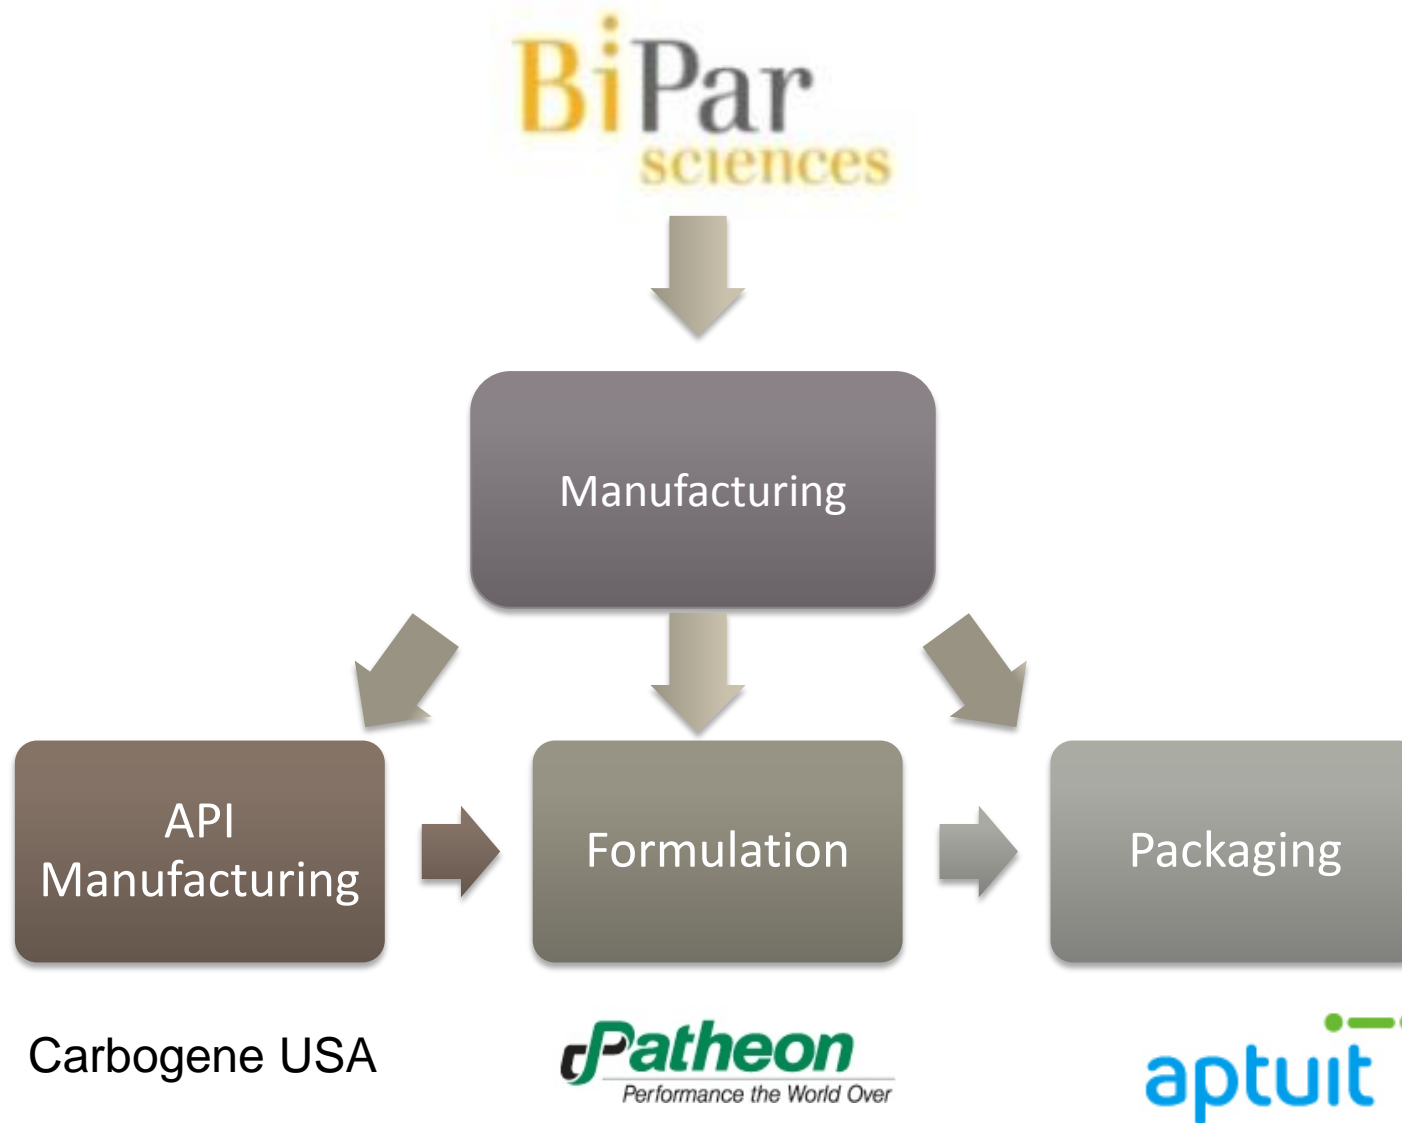 BiPar
sciences
Manufacturing
API
Manufacturing
Formulation
Packaging
Carbogene USA
Patheon
Performance the World Over
aptuit